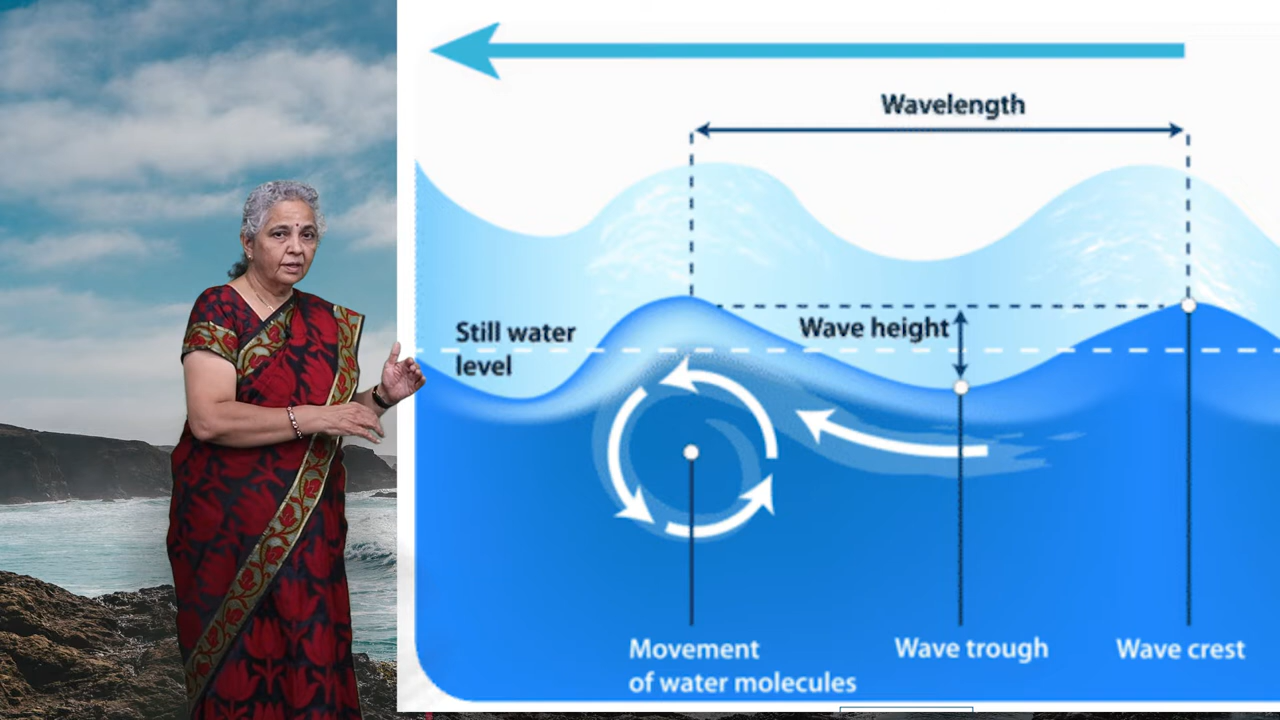 Wavelength
Still water
level
Wave height
Movement
of water molecules
Wave trough
Wave crest